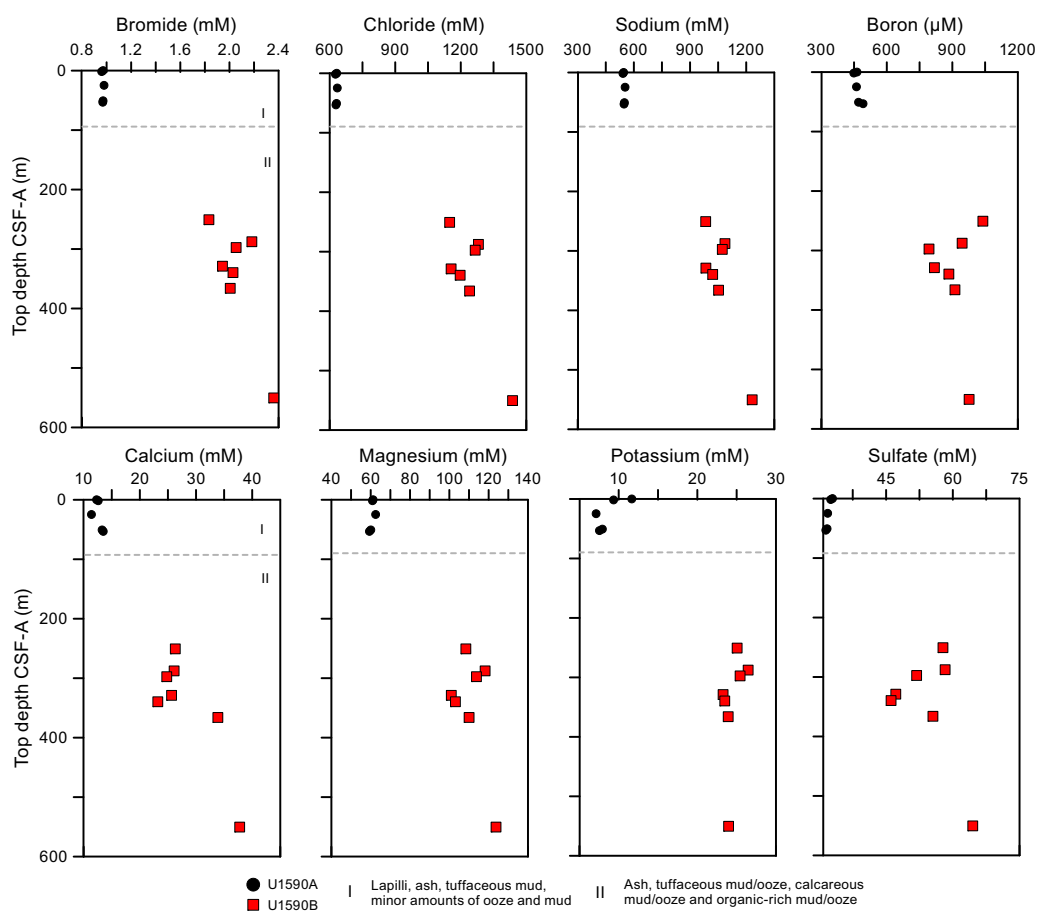 Bromide (mM) Chloride (mM) Sodium (mM) Boron (µM)
0.8 1.2 1.6 2.0 2.4 600 900 1200 1500 300 600 900 1200 300 600 900 1200
0
I
II
200
400
600
Top depth CSF-A (m)
Calcium (mM) Magnesium (mM) Potassium (mM) Sulfate (mM)
10 20 30 40 40 60 80 100 120 140 10 20 30 45 60 75
0
I
II
200
400
600
Top depth CSF-A (m)
U1590A
U1590B
I Lapilli, ash, tuffaceous mud,
minor amounts of ooze and mud
II Ash, tuffaceous mud/ooze, calcareous
mud/ooze and organic-rich mud/ooze